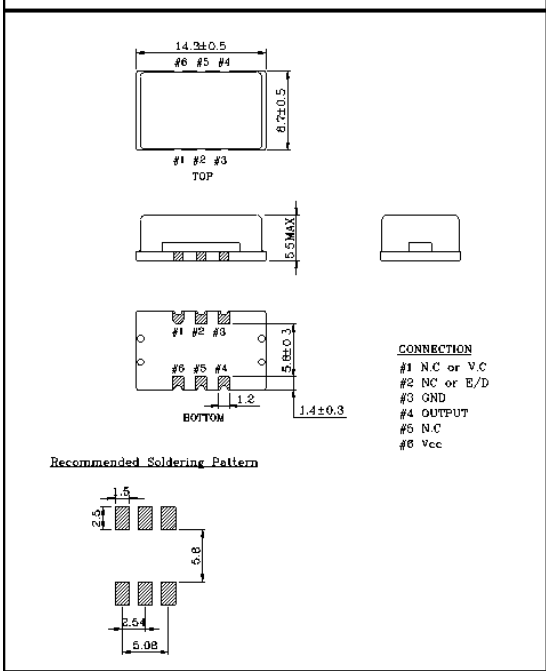 14.3±0.5
#6 #5 #4
8.7±0.5
#1 #2 #3
TOP
5.5MAX
#1 #2 #3
5.8±0.3
#6 #5 #4
1.2
BOTTOM
1.4±0.3
CONNECTION
#1 N.C or V.C
#2 NC or E/D
#3 GND
#4 OUTPUT
#5 N.C
#6 Vcc
Recommended Soldering Pattern
1.5
2.5
5.8
2.54
5.08